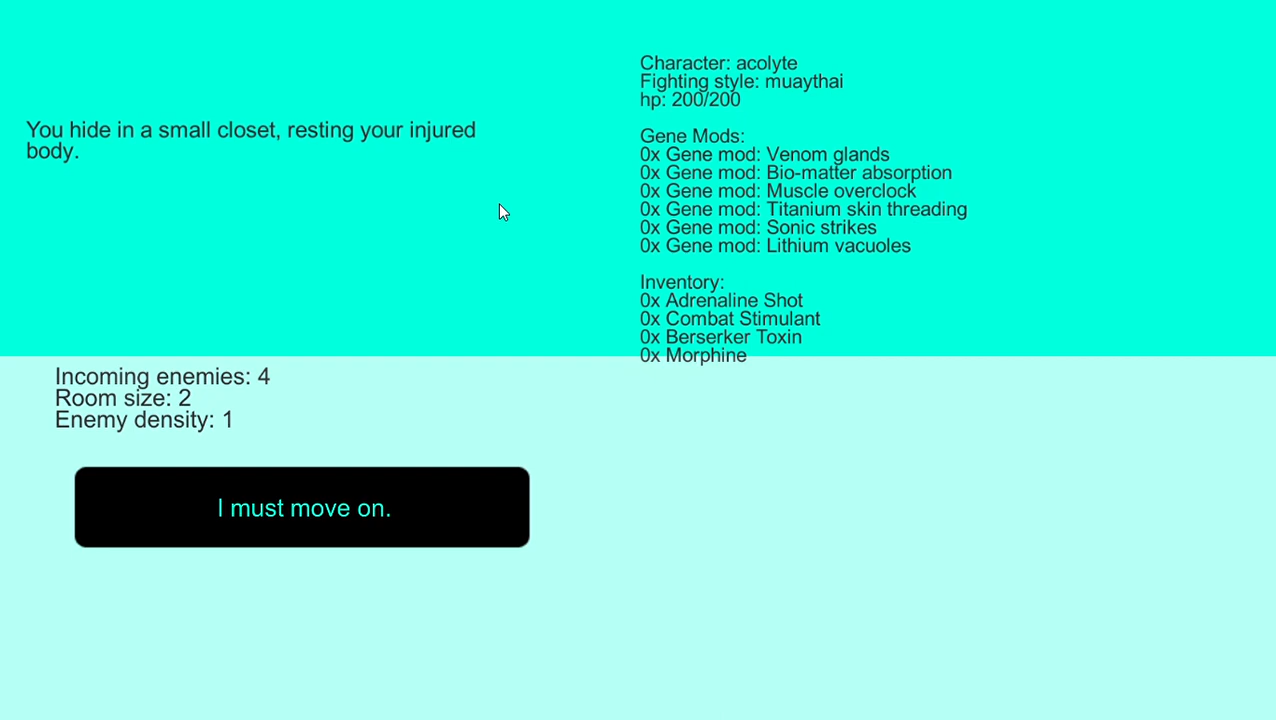 You hide in a small closet, resting your injured
body.
Character: acolyte
Fighting style: muaythai
hp: 200/200
Gene Mods:
0x Gene mod: Venom glands
0x Gene mod: Bio-matter absorption
0x Gene mod: Muscle overclock
0x Gene mod: Titanium skin threading
0x Gene mod: Sonic strikes
0x Gene mod: Lithium vacuoles
Inventory:
0x Adrenaline Shot
0x Combat Stimulant
0x Berserker Toxin
0x Morphine
Incoming enemies: 4
Room size: 2
Enemy density: 1
I must move on.